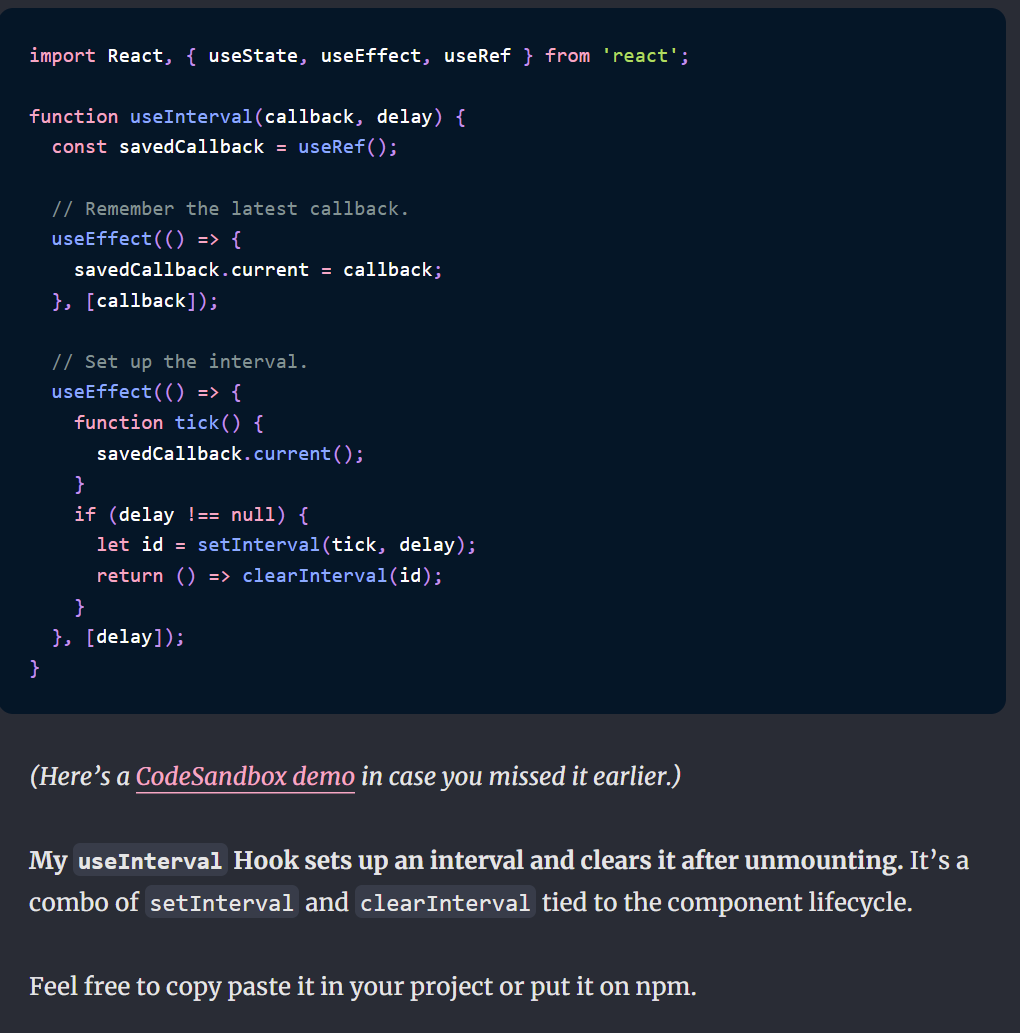 import React, { useState, useEffect, useRef } from 'react';
function useInterval(callback, delay) {
  const savedCallback = useRef();
  // Remember the latest callback.
  useEffect(() => {
    savedCallback.current = callback;
  }, [callback]);
  // Set up the interval.
  useEffect(() => {
    function tick() {
      savedCallback.current();
    }
    if (delay !== null) {
      let id = setInterval(tick, delay);
      return () => clearInterval(id);
    }
  }, [delay]);
}
(Here’s a CodeSandbox demo in case you missed it earlier.)
My useInterval Hook sets up an interval and clears it after unmounting. It’s a
combo of setInterval and clearInterval tied to the component lifecycle.
Feel free to copy paste it in your project or put it on npm.